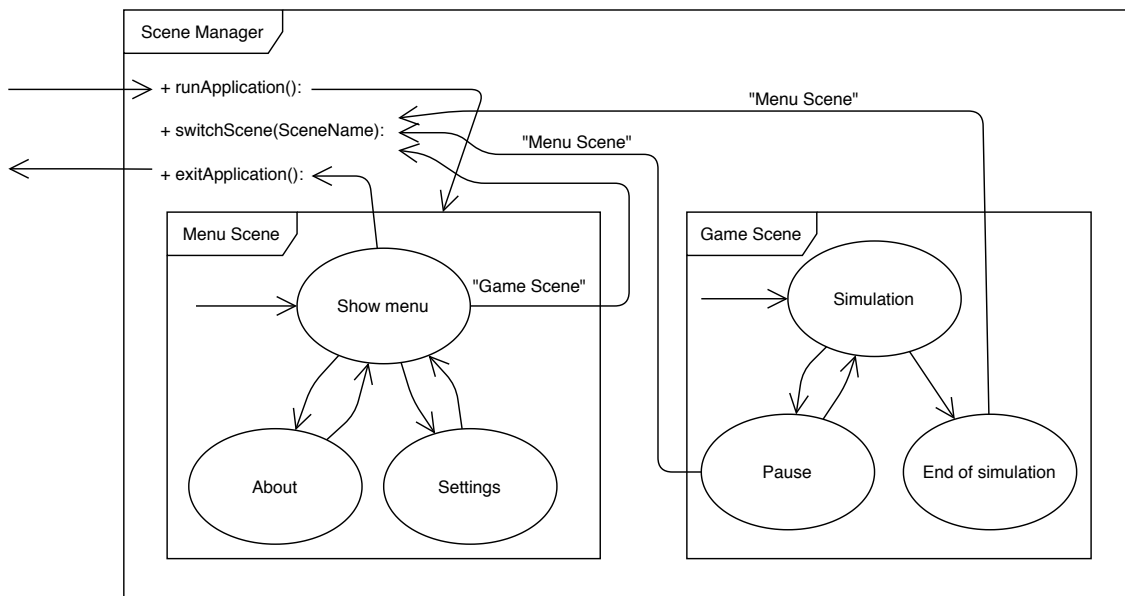 Scene Manager
+ runApplication():
"Menu Scene"
+ switchScene(SceneName):
"Menu Scene"
+ exitApplication():
Menu Scene
Game Scene
"Game Scene"
Show menu
Simulation
About
Settings
Pause
End of simulation